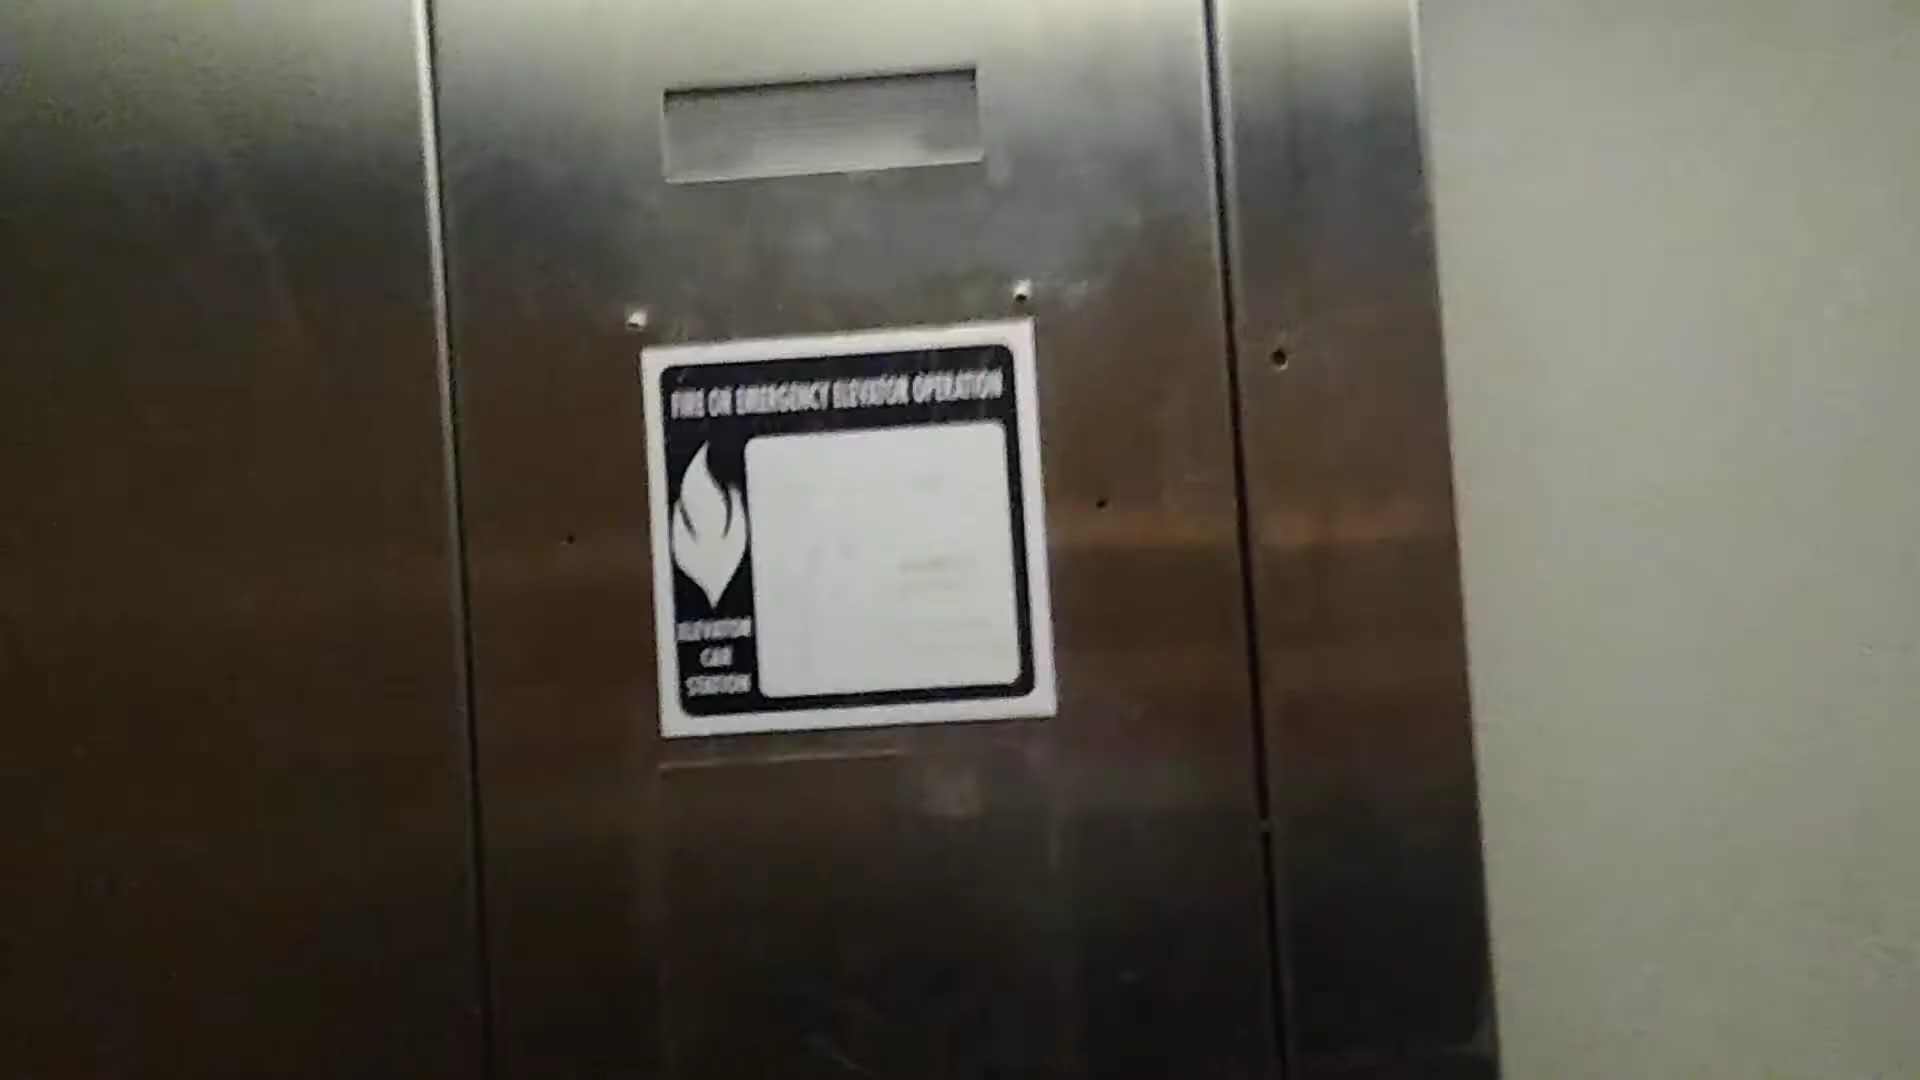 FIRE OR EMERGENCY ELEVATOR OPERATION
ELEVATOR
CAR
STATION